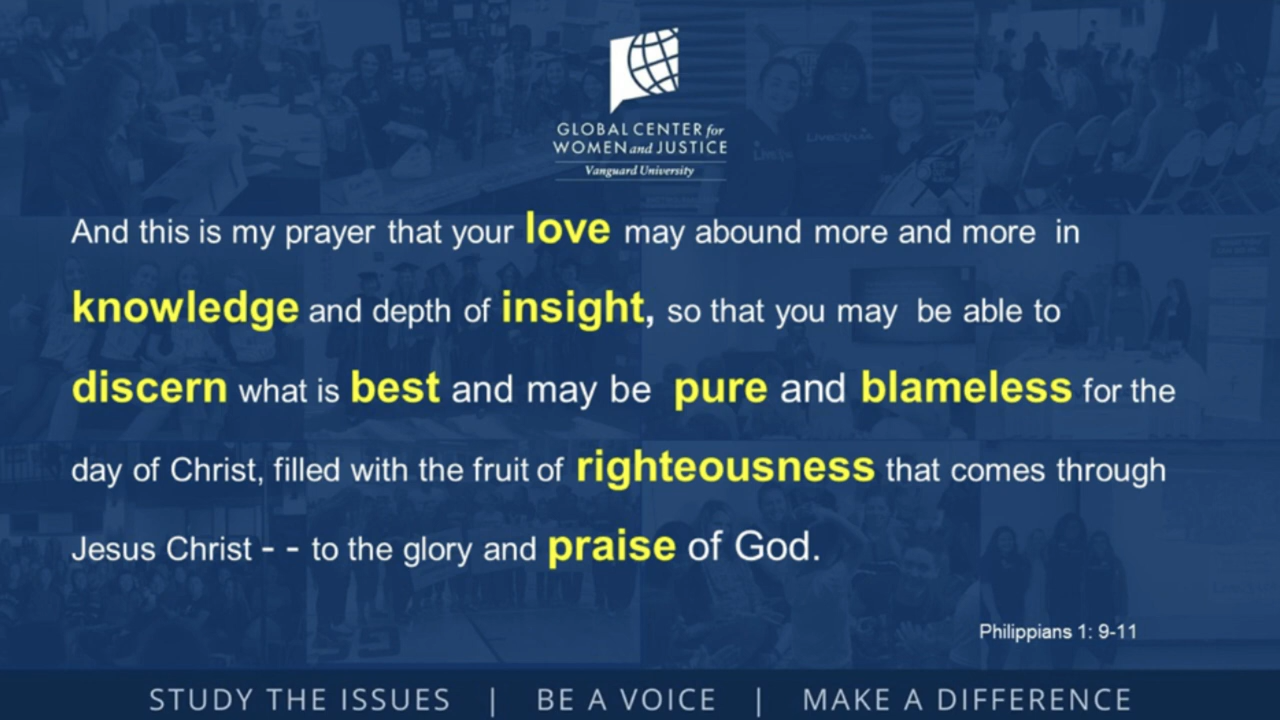 GLOBAL CENTER for
WOMEN and JUSTICE
Vanguard University
And this is my prayer that your love may abound more and more in
knowledge and depth of insight, so that you may be able to
discern what is best and may be pure and blameless for the
day of Christ, filled with the fruit of righteousness that comes through
Jesus Christ - - to the glory and praise of God.
Philippians 1: 9-11
STUDY THE ISSUES | BE A VOICE | MAKE A DIFFERENCE